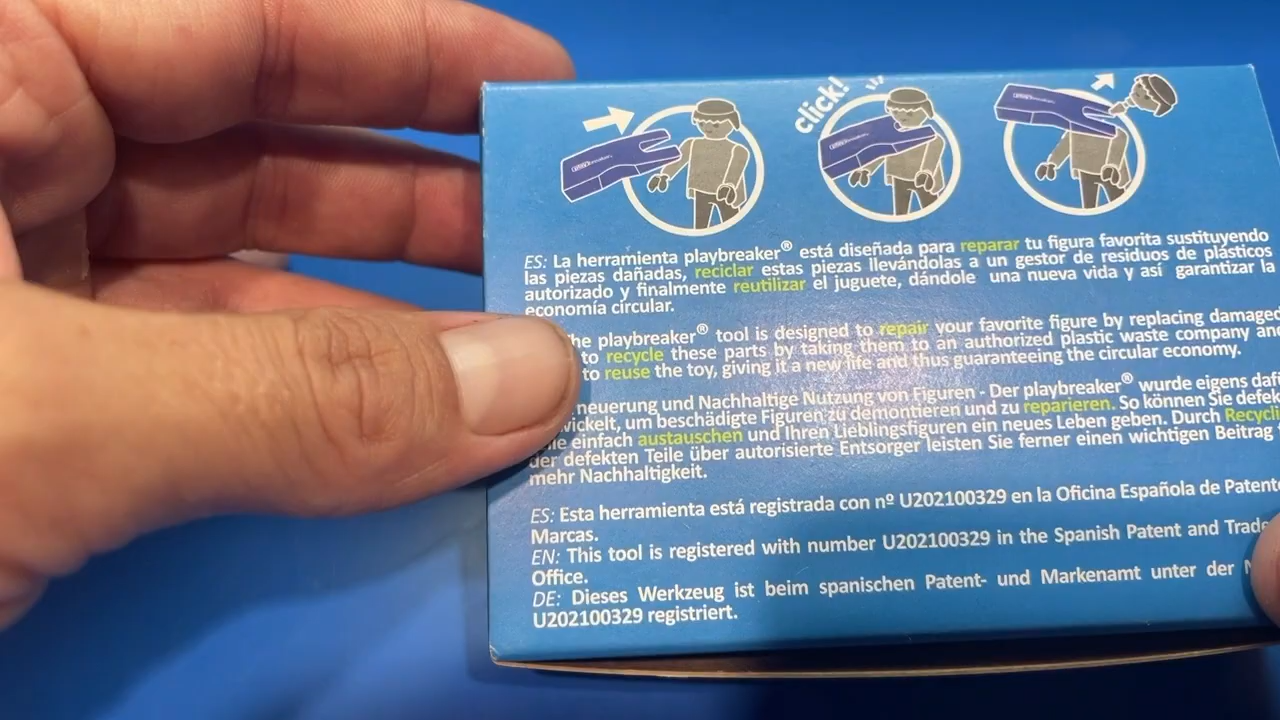 click!
ES: La herramienta playbreaker® está diseñada para reparar tu figura favorita sustituyendo
las piezas dañadas, reciclar estas piezas llevándolas a un gestor de residuos de plásticos
autorizado y finalmente reutilizar el juguete, dándole una nueva vida y así garantizar la
economía circular.
he playbreaker® tool is designed to repair your favorite figure by replacing damaged
to recycle these parts by taking them to an authorized plastic waste company and
to reuse the toy, giving it a new life and thus guaranteeing the circular economy.
neuerung und Nachhaltige Nutzung von Figuren - Der playbreaker® wurde eigens dafü
wickelt, um beschädigte Figuren zu demontieren und zu reparieren. So können Sie defek
einfach austauschen und Ihren Lieblingsfiguren ein neues Leben geben. Durch Recycli
der defekten Teile über autorisierte Entsorger leisten Sie ferner einen wichtigen Beitrag
mehr Nachhaltigkeit.
ES: Esta herramienta está registrada con nº U202100329 en la Oficina Española de Patente
Marcas.
EN: This tool is registered with number U202100329 in the Spanish Patent and Trade
Office.
DE: Dieses Werkzeug ist beim spanischen Patent- und Markenamt unter der N
U202100329 registriert.